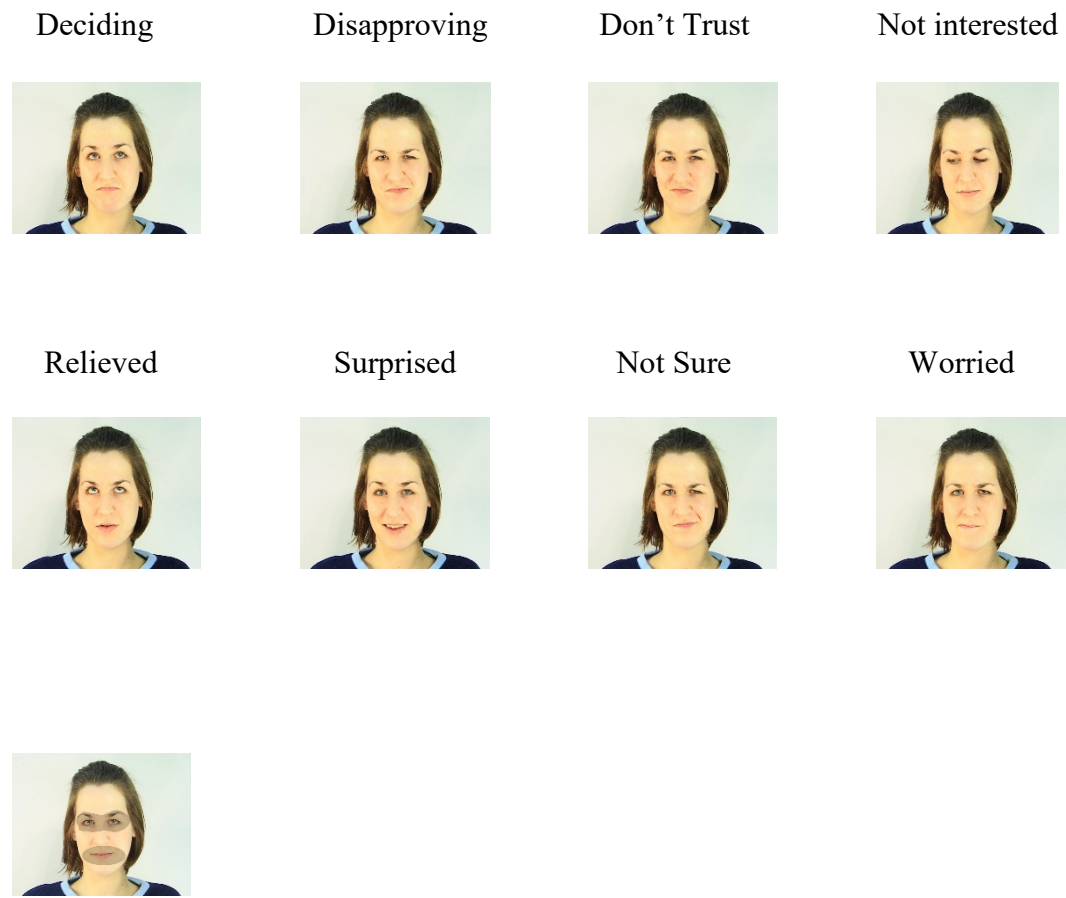 Deciding
Disapproving
Don’t Trust
Not interested
Relieved
Surprised
Not Sure
Worried